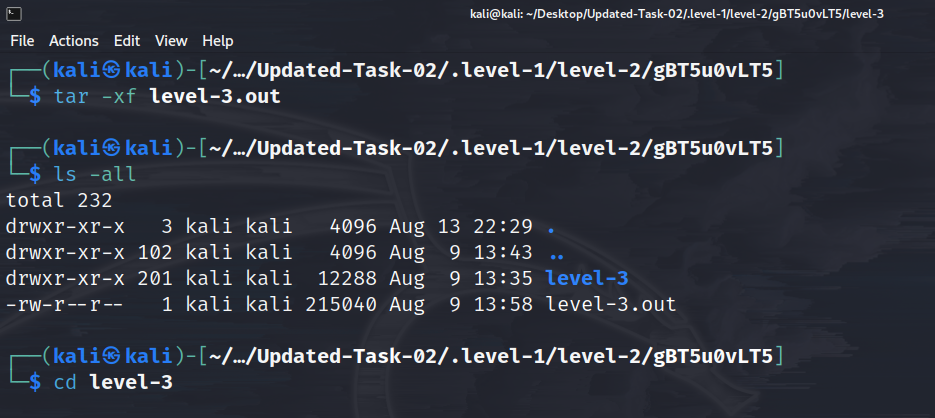 kali@kali: ~/Desktop/Updated-Task-02/.level-1/level-2/gBT5u0vLT5/level-3
File Actions Edit View Help
┌──(kali㉿kali)-[~/…/Updated-Task-02/.level-1/level-2/gBT5u0vLT5]
└─$ tar -xf level-3.out
┌──(kali㉿kali)-[~/…/Updated-Task-02/.level-1/level-2/gBT5u0vLT5]
└─$ ls -all
total 232
drwxr-xr-x   3 kali kali   4096 Aug 13 22:29 .
drwxr-xr-x 102 kali kali   4096 Aug  9 13:43 ..
drwxr-xr-x 201 kali kali  12288 Aug  9 13:35 level-3
-rw-r--r--   1 kali kali 215040 Aug  9 13:58 level-3.out
┌──(kali㉿kali)-[~/…/Updated-Task-02/.level-1/level-2/gBT5u0vLT5]
└─$ cd level-3